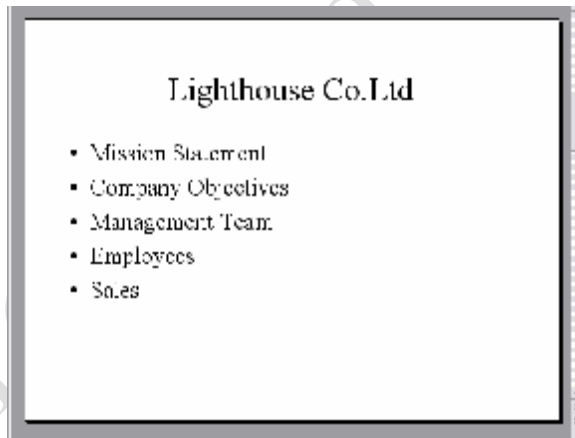 Lighthouse Co.Ltd
• Mission Statement
• Company Objectives
• Management Team
• Employees
• Sales